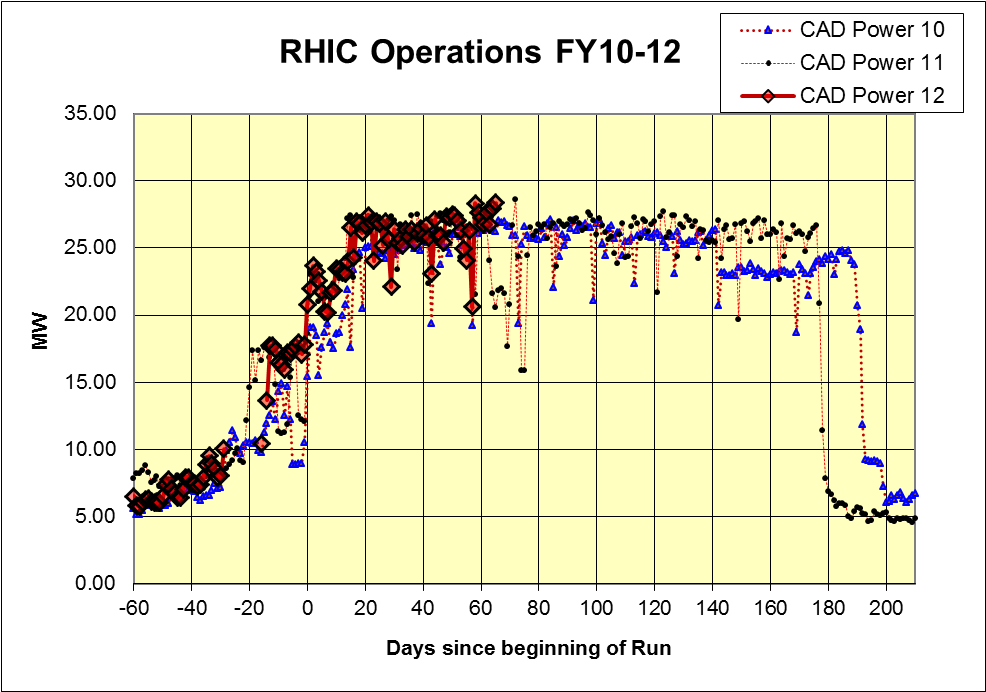 RHIC Operations FY10-12
CAD Power 10
CAD Power 11
CAD Power 12
35.00
30.00
25.00
20.00
15.00
10.00
5.00
0.00
MW
-60 -40 -20 0 20 40 60 80 100 120 140 160 180 200
Days since beginning of Run